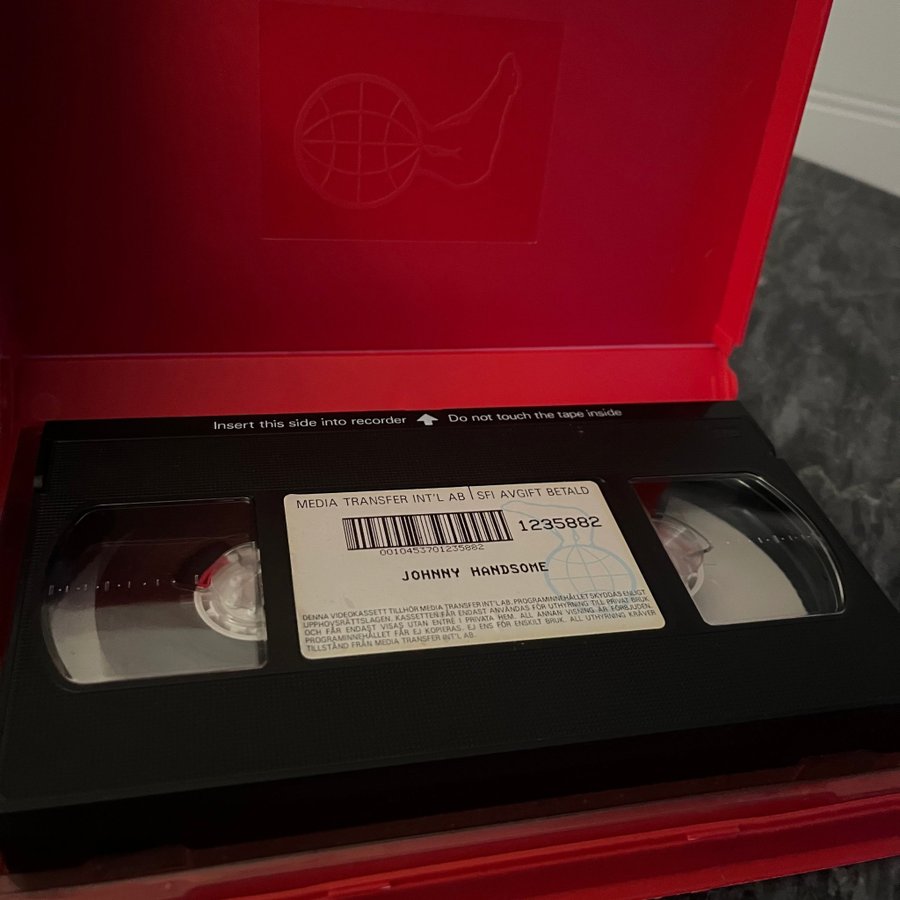 Insert this side into recorder Do not touch the tape inside
MEDIA TRANSFER INT'L AB SFI AVGIFT BETALD
1235882
0010453701235882
JOHNNY HANDSOME
DENNA VIDEOKASSETT TILLHÖR MEDIA TRANSFER INT'L AB. PROGRAMINNEHÅLLET SKYDDAS ENLIGT
UPPHOVSRÄTTSLAGEN. KASSETTEN FÅR ENDAST ANVÄNDAS FÖR UTHYRNING TILL PRIVAT BRUK
OCH FÅR ENDAST VISAS UTAN ENTRE I PRIVATA HEM. ALL ANNAN VISNING ÄR FÖRBJUDEN.
PROGRAMINNEHÅLLET FÅR EJ KOPIERAS. EJ ENS FÖR ENSKILT BRUK. ALL UTHYRNING KRÄVER
TILLSTÅND FRÅN MEDIA TRANSFER INT'L AB.